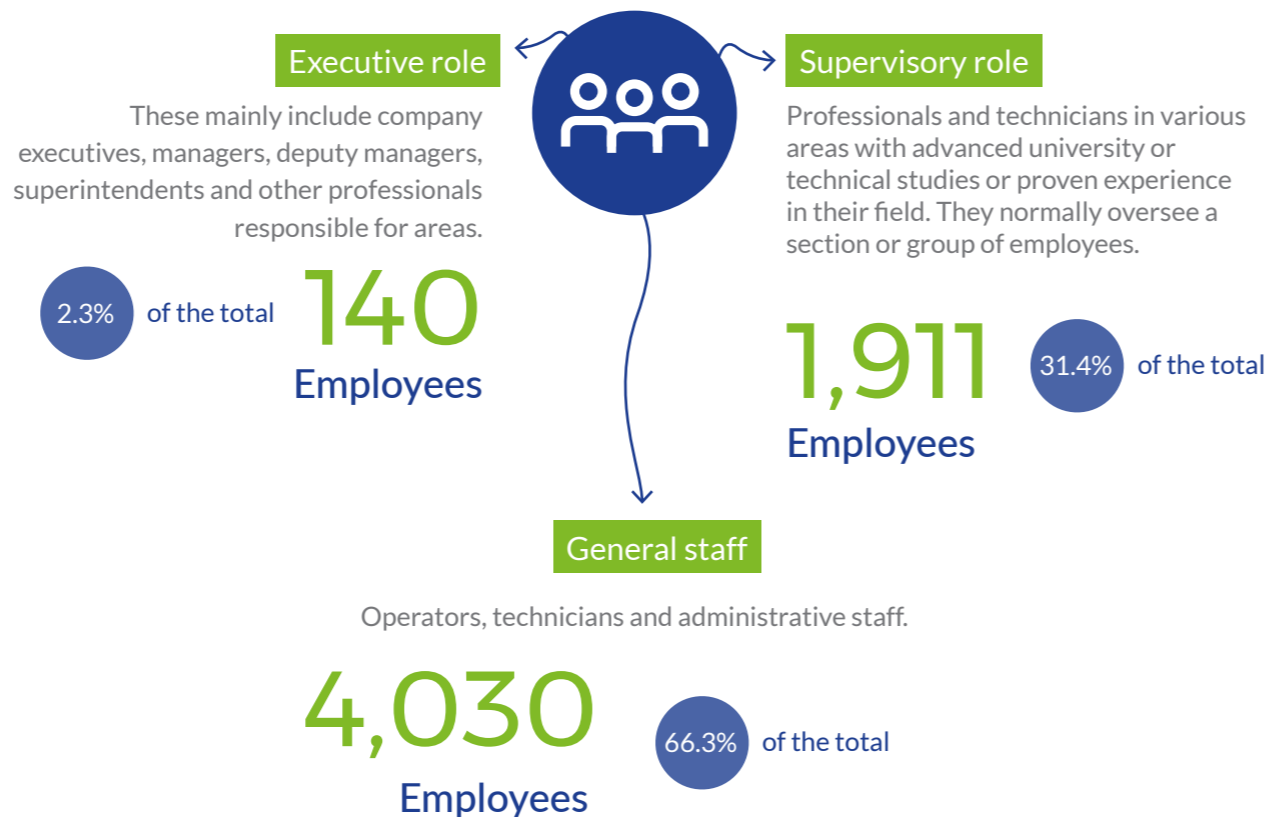 Executive role
These mainly include company
executives, managers, deputy managers,
superintendents and other professionals
responsible for areas.
2.3% of the total
140
Employees
Supervisory role
Professionals and technicians in various
areas with advanced university or
technical studies or proven experience
in their field. They normally oversee a
section or group of employees.
1,911
Employees
31.4% of the total
General staff
Operators, technicians and administrative staff.
4,030
Employees
66.3% of the total